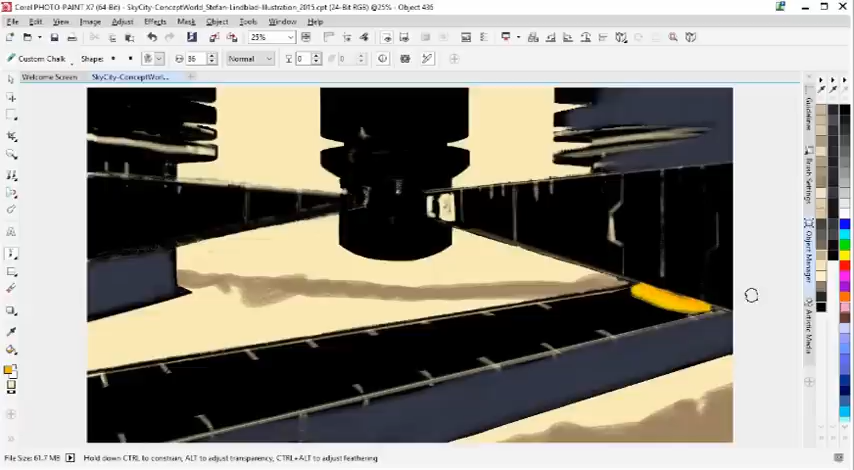 Corel PHOTO-PAINT X7 (64-Bit) - SkyCity-ConceptWorld_Stefan-Lindblad-Illustration_2015.cpt (24-Bit RGB) @25% - Object 436
File Edit View Image Adjust Effects Mask Object Tools Window Help
25%
Custom Chalk Shape: 36 Normal 0 0
Welcome Screen SkyCity-ConceptWorl...
Guidelines
Brush Settings
Object Manager
Artistic Media
File Size: 61.7 MB Hold down CTRL to constrain, ALT to adjust transparency, CTRL+ALT to adjust feathering